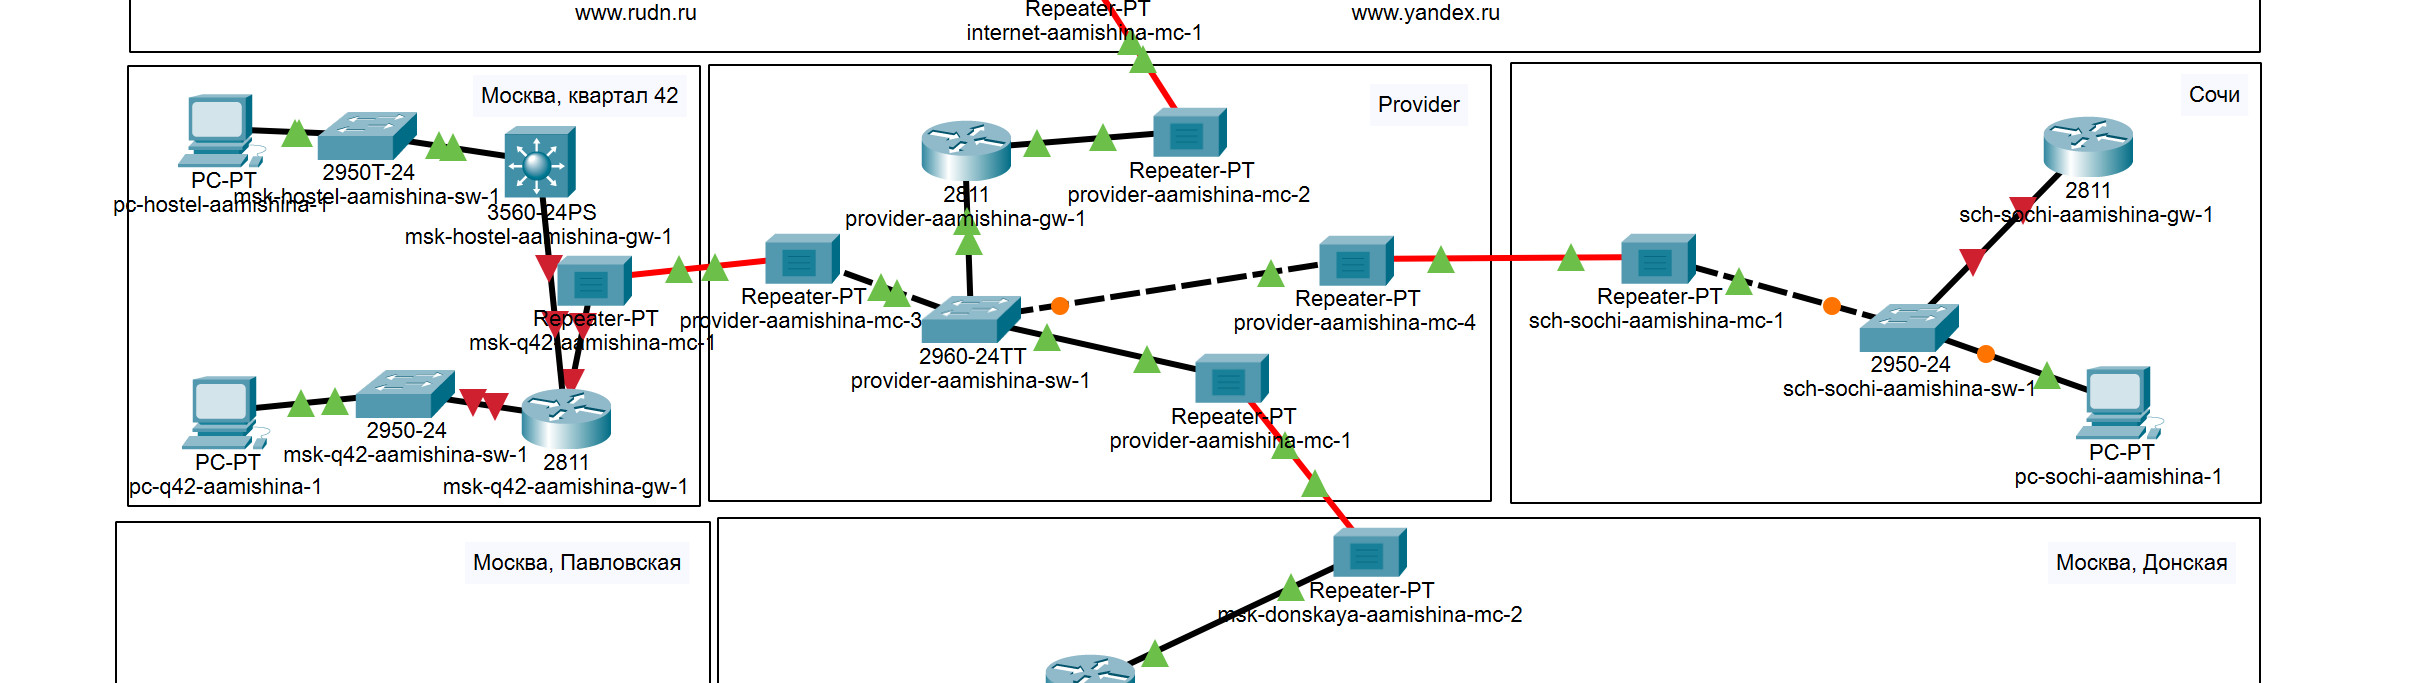 www.rudn.ru
Repeater-PT
internet-aamishina-mc-1
www.yandex.ru
Москва, квартал 42
PC-PT
pc-hostel-aamishina-1
2950T-24
msk-hostel-aamishina-sw-1
3560-24PS
msk-hostel-aamishina-gw-1
Repeater-PT
msk-q42-aamishina-mc-1
PC-PT
pc-q42-aamishina-1
2950-24
msk-q42-aamishina-sw-1
2811
msk-q42-aamishina-gw-1
Provider
2811
provider-aamishina-gw-1
Repeater-PT
provider-aamishina-mc-2
Repeater-PT
provider-aamishina-mc-3
2960-24TT
provider-aamishina-sw-1
Repeater-PT
provider-aamishina-mc-4
Repeater-PT
provider-aamishina-mc-1
Сочи
2811
sch-sochi-aamishina-gw-1
Repeater-PT
sch-sochi-aamishina-mc-1
2950-24
sch-sochi-aamishina-sw-1
PC-PT
pc-sochi-aamishina-1
Москва, Павловская
Москва, Донская
Repeater-PT
msk-donskaya-aamishina-mc-2